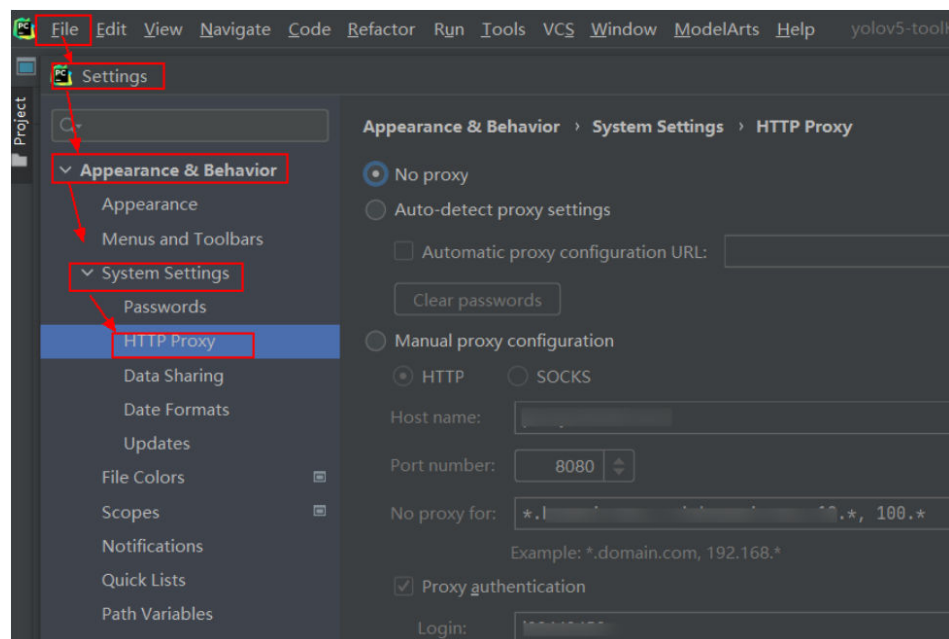 File Edit View Navigate Code Refactor Run Tools VCS Window ModelArts Help
Settings
Project
Appearance & Behavior › System Settings › HTTP Proxy
Appearance & Behavior
Appearance
Menus and Toolbars
System Settings
Passwords
HTTP Proxy
Data Sharing
Date Formats
Updates
File Colors
Scopes
Notifications
Quick Lists
Path Variables
No proxy
Auto-detect proxy settings
Automatic proxy configuration URL:
Clear passwords
Manual proxy configuration
HTTP SOCKS
Host name:
Port number: 8080
No proxy for: .*, 100.*
Example: *.domain.com, 192.168.*
Proxy authentication
Login: